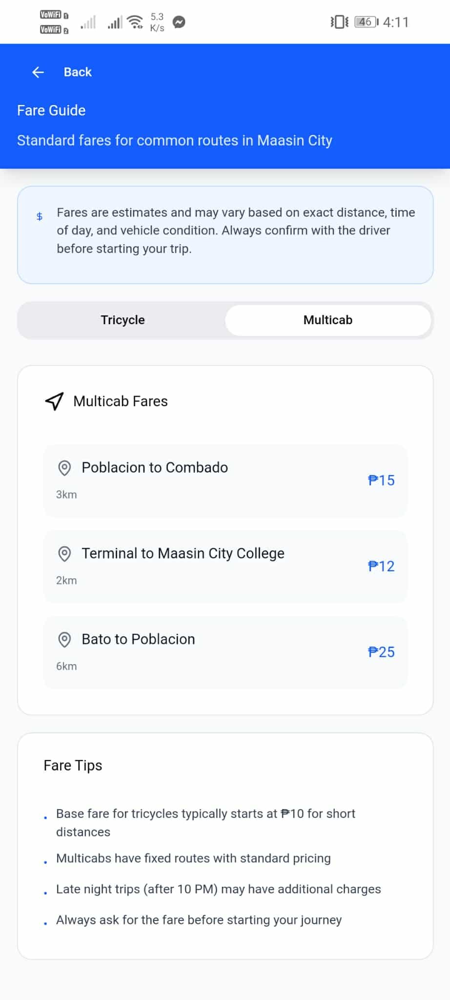 VoWiFi 1
VoWiFi 2
5.3
K/s
46
4:11
Back
Fare Guide
Standard fares for common routes in Maasin City
$
Fares are estimates and may vary based on exact distance, time
of day, and vehicle condition. Always confirm with the driver
before starting your trip.
Tricycle
Multicab
Multicab Fares
Poblacion to Combado
₱15
3km
Terminal to Maasin City College
₱12
2km
Bato to Poblacion
₱25
6km
Fare Tips
• Base fare for tricycles typically starts at ₱10 for short
distances
• Multicabs have fixed routes with standard pricing
• Late night trips (after 10 PM) may have additional charges
• Always ask for the fare before starting your journey